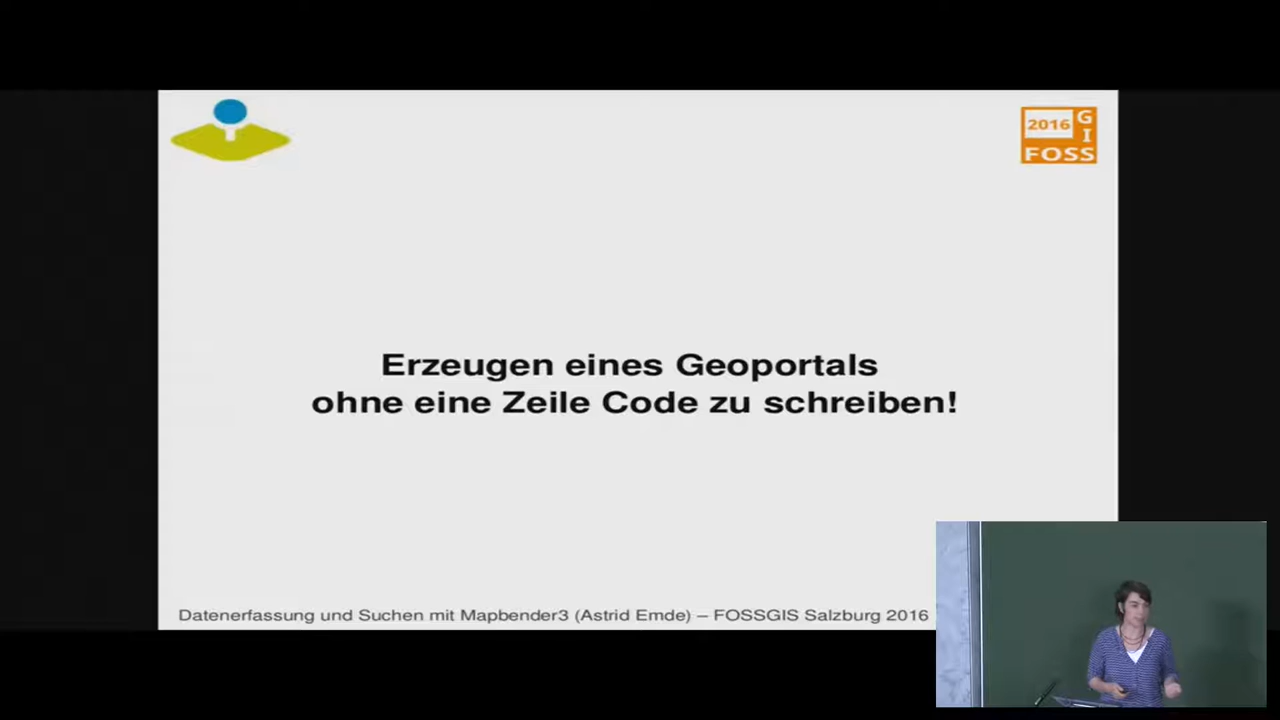 2016 G
I
FOSS
Erzeugen eines Geoportals
ohne eine Zeile Code zu schreiben!
Datenerfassung und Suchen mit Mapbender3 (Astrid Emde) – FOSSGIS Salzburg 2016